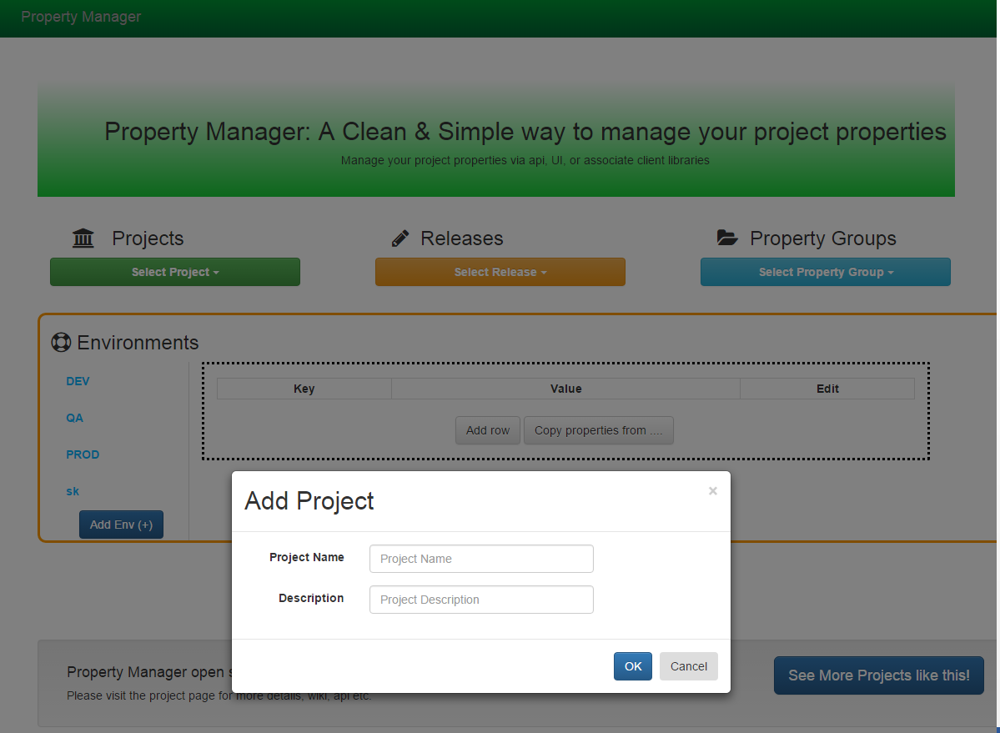 Property Manager
Property Manager: A Clean & Simple way to manage your project properties
Manage your project properties via api, UI, or associate client libraries
Projects
Releases
Property Groups
Select Project
Select Release
Select Property Group
Environments
DEV
QA
PROD
sk
Add Env (+)
Key Value Edit
Add row
Copy properties from ....
Add Project
×
Project Name
Project Name
Description
Project Description
OK
Cancel
Property Manager open
Please visit the project page for more details, wiki, api etc.
See More Projects like this!